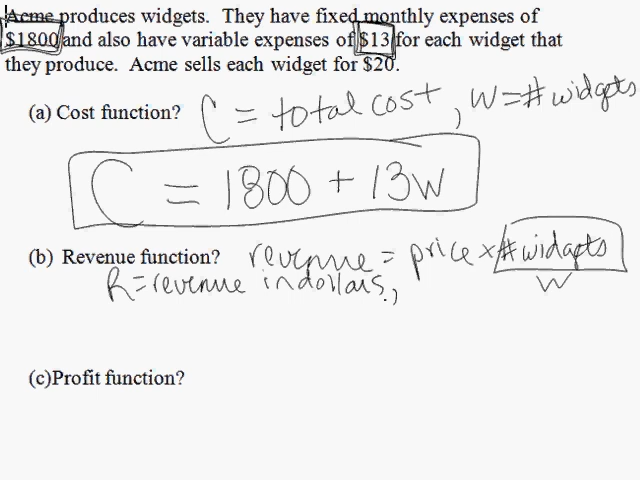 Acme produces widgets. They have fixed monthly expenses of
$1800 and also have variable expenses of $13 for each widget that
they produce. Acme sells each widget for $20.
(a) Cost function? C = total cost, W = # widgets
C = 1800 + 13W
(b) Revenue function? revenue = price × # widgets
R = revenue in dollars, W
(c)Profit function?